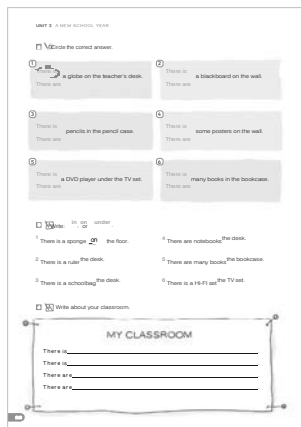 UNIT 2 A NEW SCHOOL YEAR
Circle the correct answer.
1
There is
There are
a globe on the teacher's desk.
2
There is
There are
a blackboard on the wall.
3
There is
There are
pencils in the pencil case.
4
There is
There are
some posters on the wall.
5
There is
There are
a DVD player under the TV set.
6
There is
There are
many books in the bookcase.
Write: in on or under.
1 There is a sponge on the floor.
2 There is a ruler the desk.
3 There is a schoolbag the desk.
4 There are notebooks the desk.
5 There are many books the bookcase.
6 There is a HI-FI set the TV set.
Write about your classroom.
MY CLASSROOM
There is
There is
There are
There are